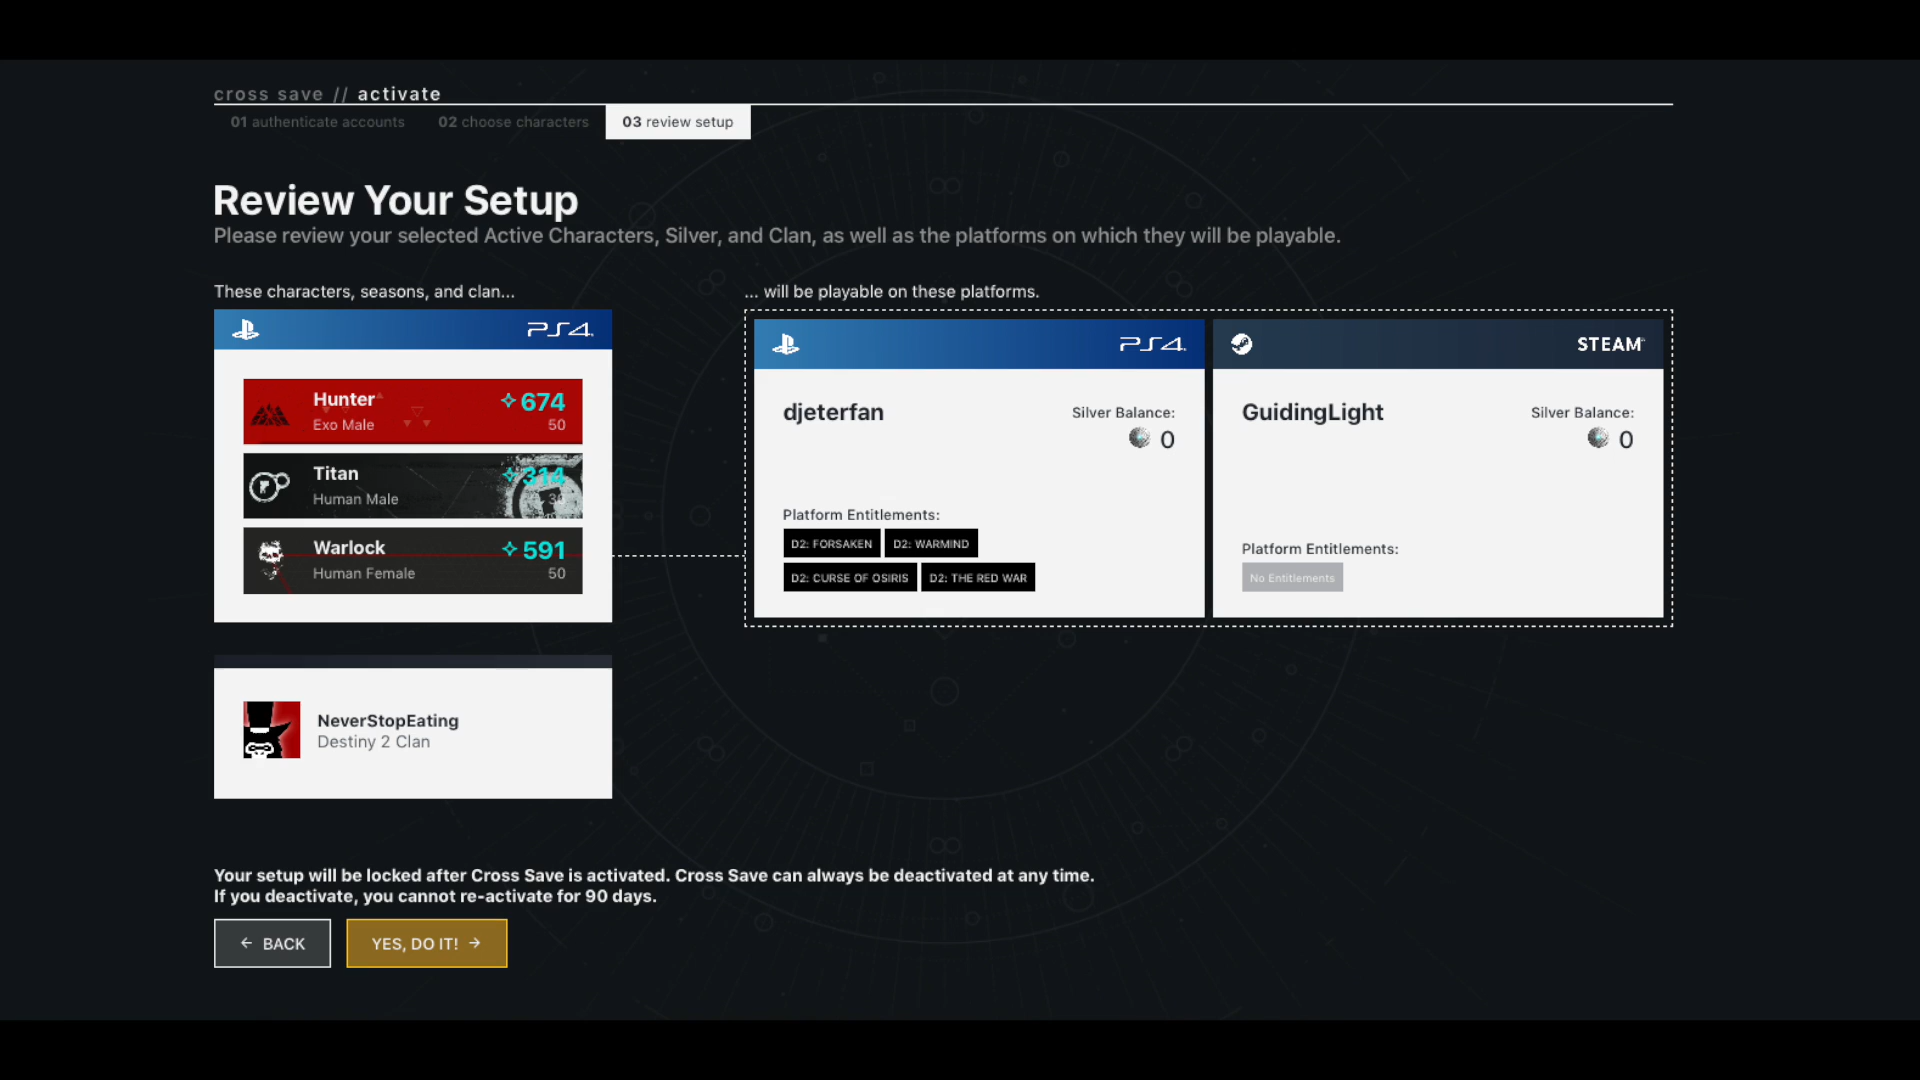 cross save // activate
01 authenticate accounts 02 choose characters 03 review setup
Review Your Setup
Please review your selected Active Characters, Silver, and Clan, as well as the platforms on which they will be playable.
These characters, seasons, and clan...
PS4
Hunter 674
Exo Male 50
Titan 314
Human Male 30
Warlock 591
Human Female 50
NeverStopEating
Destiny 2 Clan
... will be playable on these platforms.
PS4
djeterfan
Silver Balance:
0
Platform Entitlements:
D2: FORSAKEN D2: WARMIND
D2: CURSE OF OSIRIS D2: THE RED WAR
STEAM
GuidingLight
Silver Balance:
0
Platform Entitlements:
No Entitlements
Your setup will be locked after Cross Save is activated. Cross Save can always be deactivated at any time.
If you deactivate, you cannot re-activate for 90 days.
← BACK YES, DO IT! →